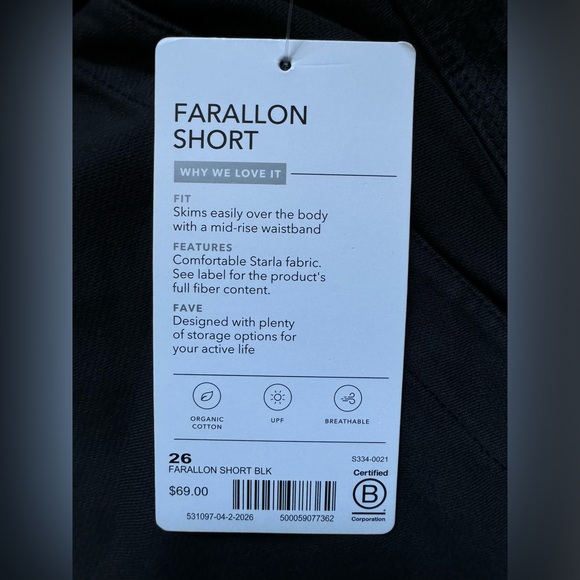 FARALLON
SHORT
WHY WE LOVE IT
FIT
Skims easily over the body
with a mid-rise waistband
FEATURES
Comfortable Starla fabric.
See label for the product's
full fiber content.
FAVE
Designed with plenty
of storage options for
your active life
ORGANIC
COTTON
UPF
BREATHABLE
26
S334-0021
FARALLON SHORT BLK
Certified
$69.00
B
Corporation
531097-04-2-2026 500059077362